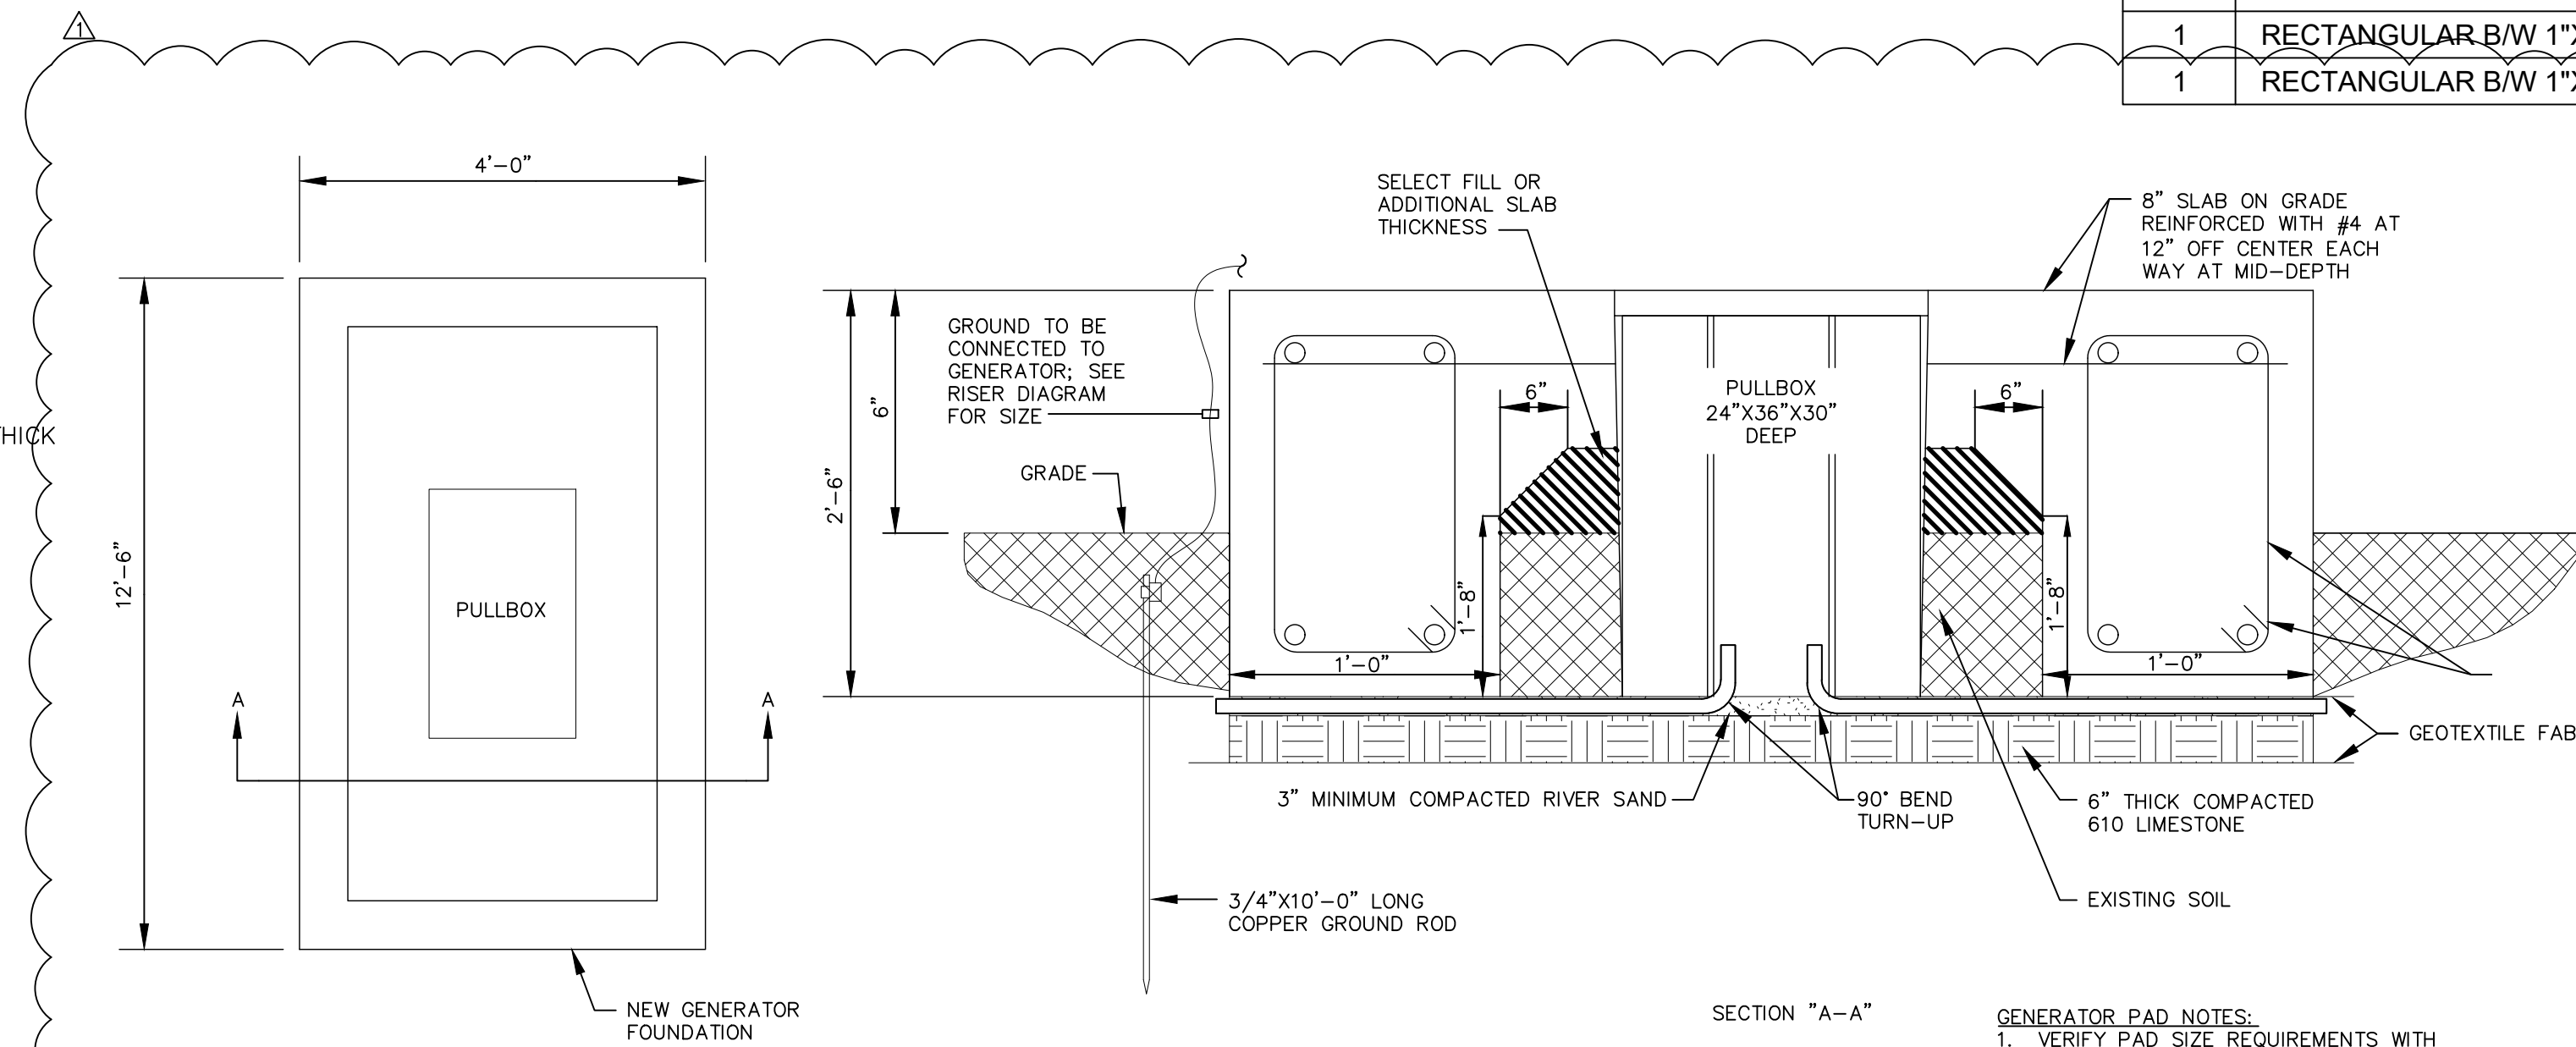 1
1 RECTANGULAR B/W 1"X
1 RECTANGULAR B/W 1"X
4'-0"
12'-6"
PULLBOX
A
A
NEW GENERATOR
FOUNDATION
THICK
SELECT FILL OR
ADDITIONAL SLAB
THICKNESS
8" SLAB ON GRADE
REINFORCED WITH #4 AT
12" OFF CENTER EACH
WAY AT MID-DEPTH
GROUND TO BE
CONNECTED TO
GENERATOR; SEE
RISER DIAGRAM
FOR SIZE
6"
2'-6"
GRADE
PULLBOX
24"X36"X30"
DEEP
6"
6"
1'-8"
1'-8"
1'-0"
1'-0"
GEOTEXTILE FAB
3" MINIMUM COMPACTED RIVER SAND
90° BEND
TURN-UP
6" THICK COMPACTED
610 LIMESTONE
EXISTING SOIL
3/4"X10'-0" LONG
COPPER GROUND ROD
SECTION "A-A"
GENERATOR PAD NOTES:
1. VERIFY PAD SIZE REQUIREMENTS WITH